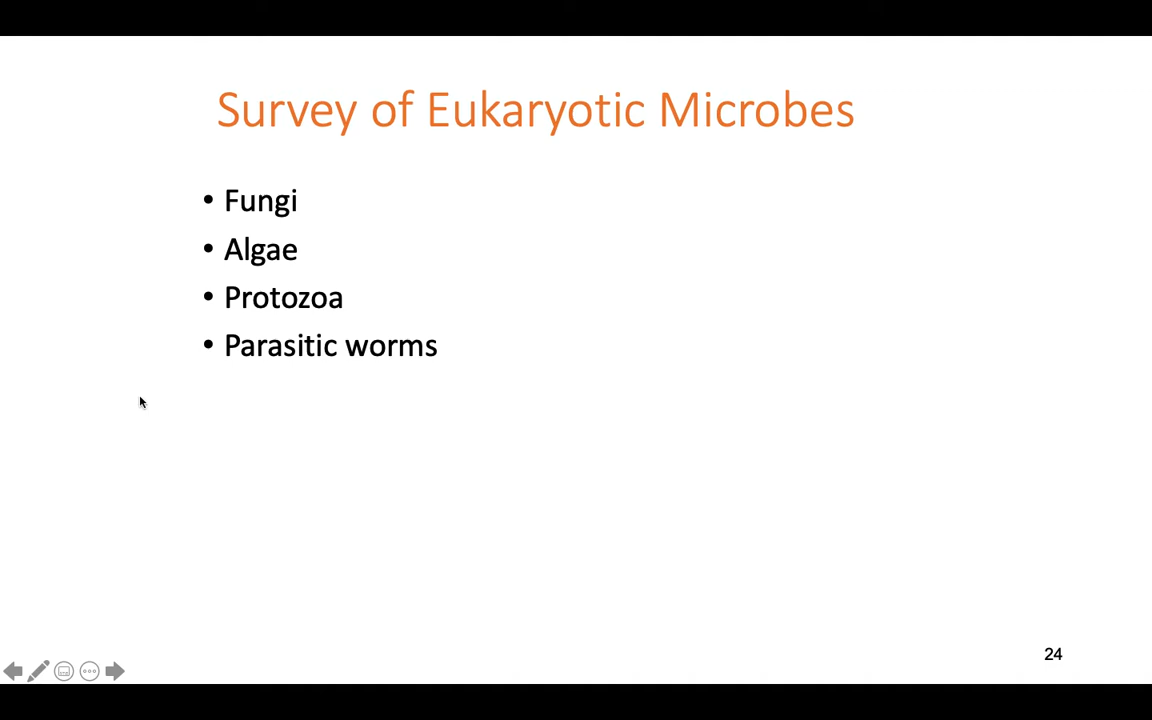 Survey of Eukaryotic Microbes
• Fungi
• Algae
• Protozoa
• Parasitic worms
24